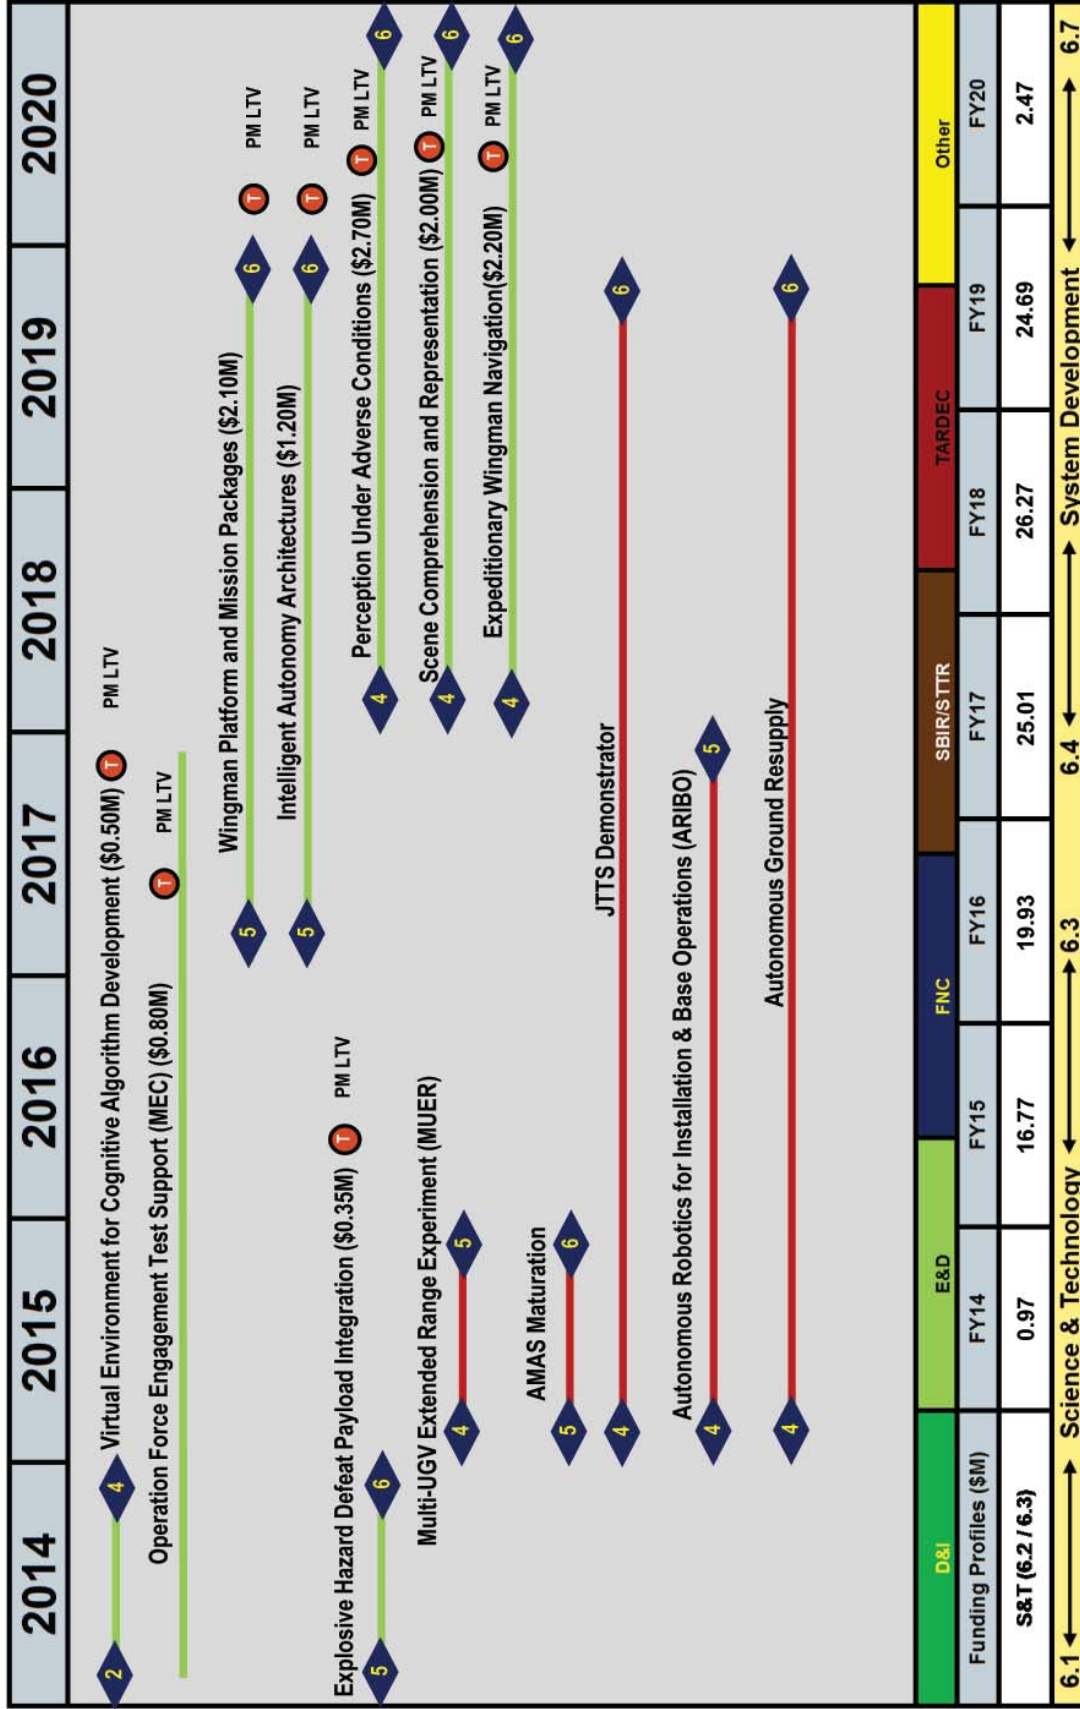 2014 2015 2016 2017 2018 2019 2020
2 4 Virtual Environment for Cognitive Algorithm Development ($0.50M) T PM LTV
Operation Force Engagement Test Support (MEC) ($0.80M) T PM LTV
Wingman Platform and Mission Packages ($2.10M)
5 6 T PM LTV
Intelligent Autonomy Architectures ($1.20M)
5 6 T PM LTV
Explosive Hazard Defeat Payload Integration ($0.35M) T PM LTV
5 6
Perception Under Adverse Conditions ($2.70M) T PM LTV
4 6
Scene Comprehension and Representation ($2.00M) T PM LTV
4 6
Expeditionary Wingman Navigation($2.20M) T PM LTV
4 6
Multi-UGV Extended Range Experiment (MUER)
4 5
AMAS Maturation
5 6
JTTS Demonstrator
4 6
Autonomous Robotics for Installation & Base Operations (ARIBO)
4 5
Autonomous Ground Resupply
4 6
D&I E&D FNC SBIR/STTR TARDEC Other
Funding Profiles ($M) FY14 FY15 FY16 FY17 FY18 FY19 FY20
S&T (6.2 / 6.3) 0.97 16.77 19.93 25.01 26.27 24.69 2.47
6.1 Science & Technology 6.3 6.4 System Development 6.7